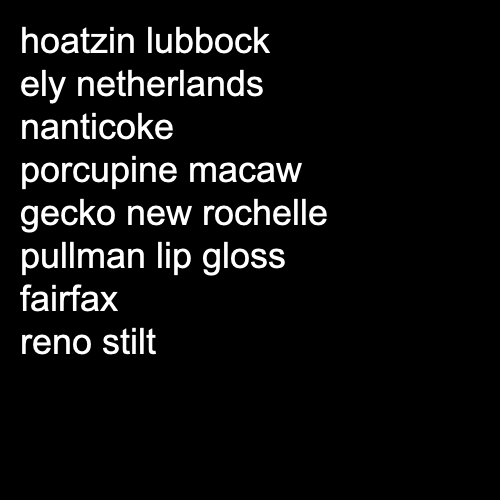 hoatzin lubbock
ely netherlands
nanticoke
porcupine macaw
gecko new rochelle
pullman lip gloss
fairfax
reno stilt